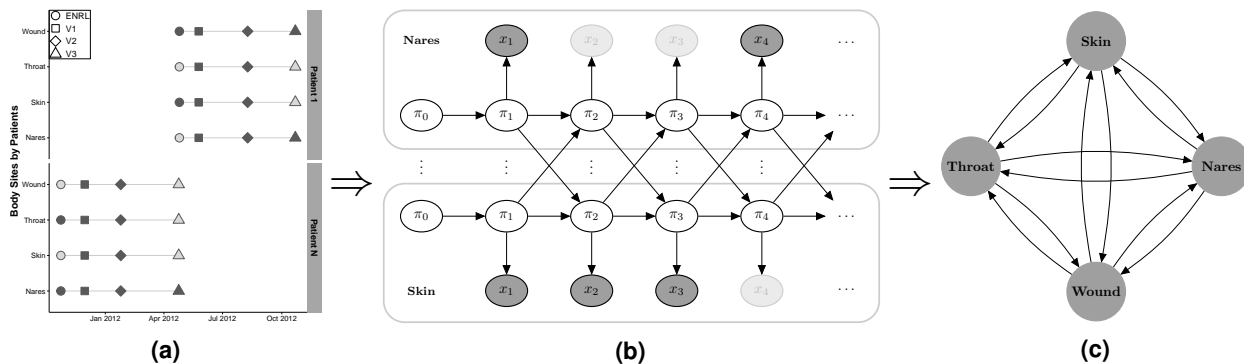 ENRL
V1
V2
V3
Body Sites by Patients
Wound
Throat
Skin
Nares
Patient 1
Wound
Throat
Skin
Nares
Patient N
Jan 2012 Apr 2012 Jul 2012 Oct 2012
(a)
⇒
Nares x1 x2 x3 x4 ...
π0 π1 π2 π3 π4 ...
⋮ ⋮ ⋮ ⋮ ⋮
π0 π1 π2 π3 π4 ...
Skin x1 x2 x3 x4 ...
(b)
⇒
Skin
Throat Nares
Wound
(c)